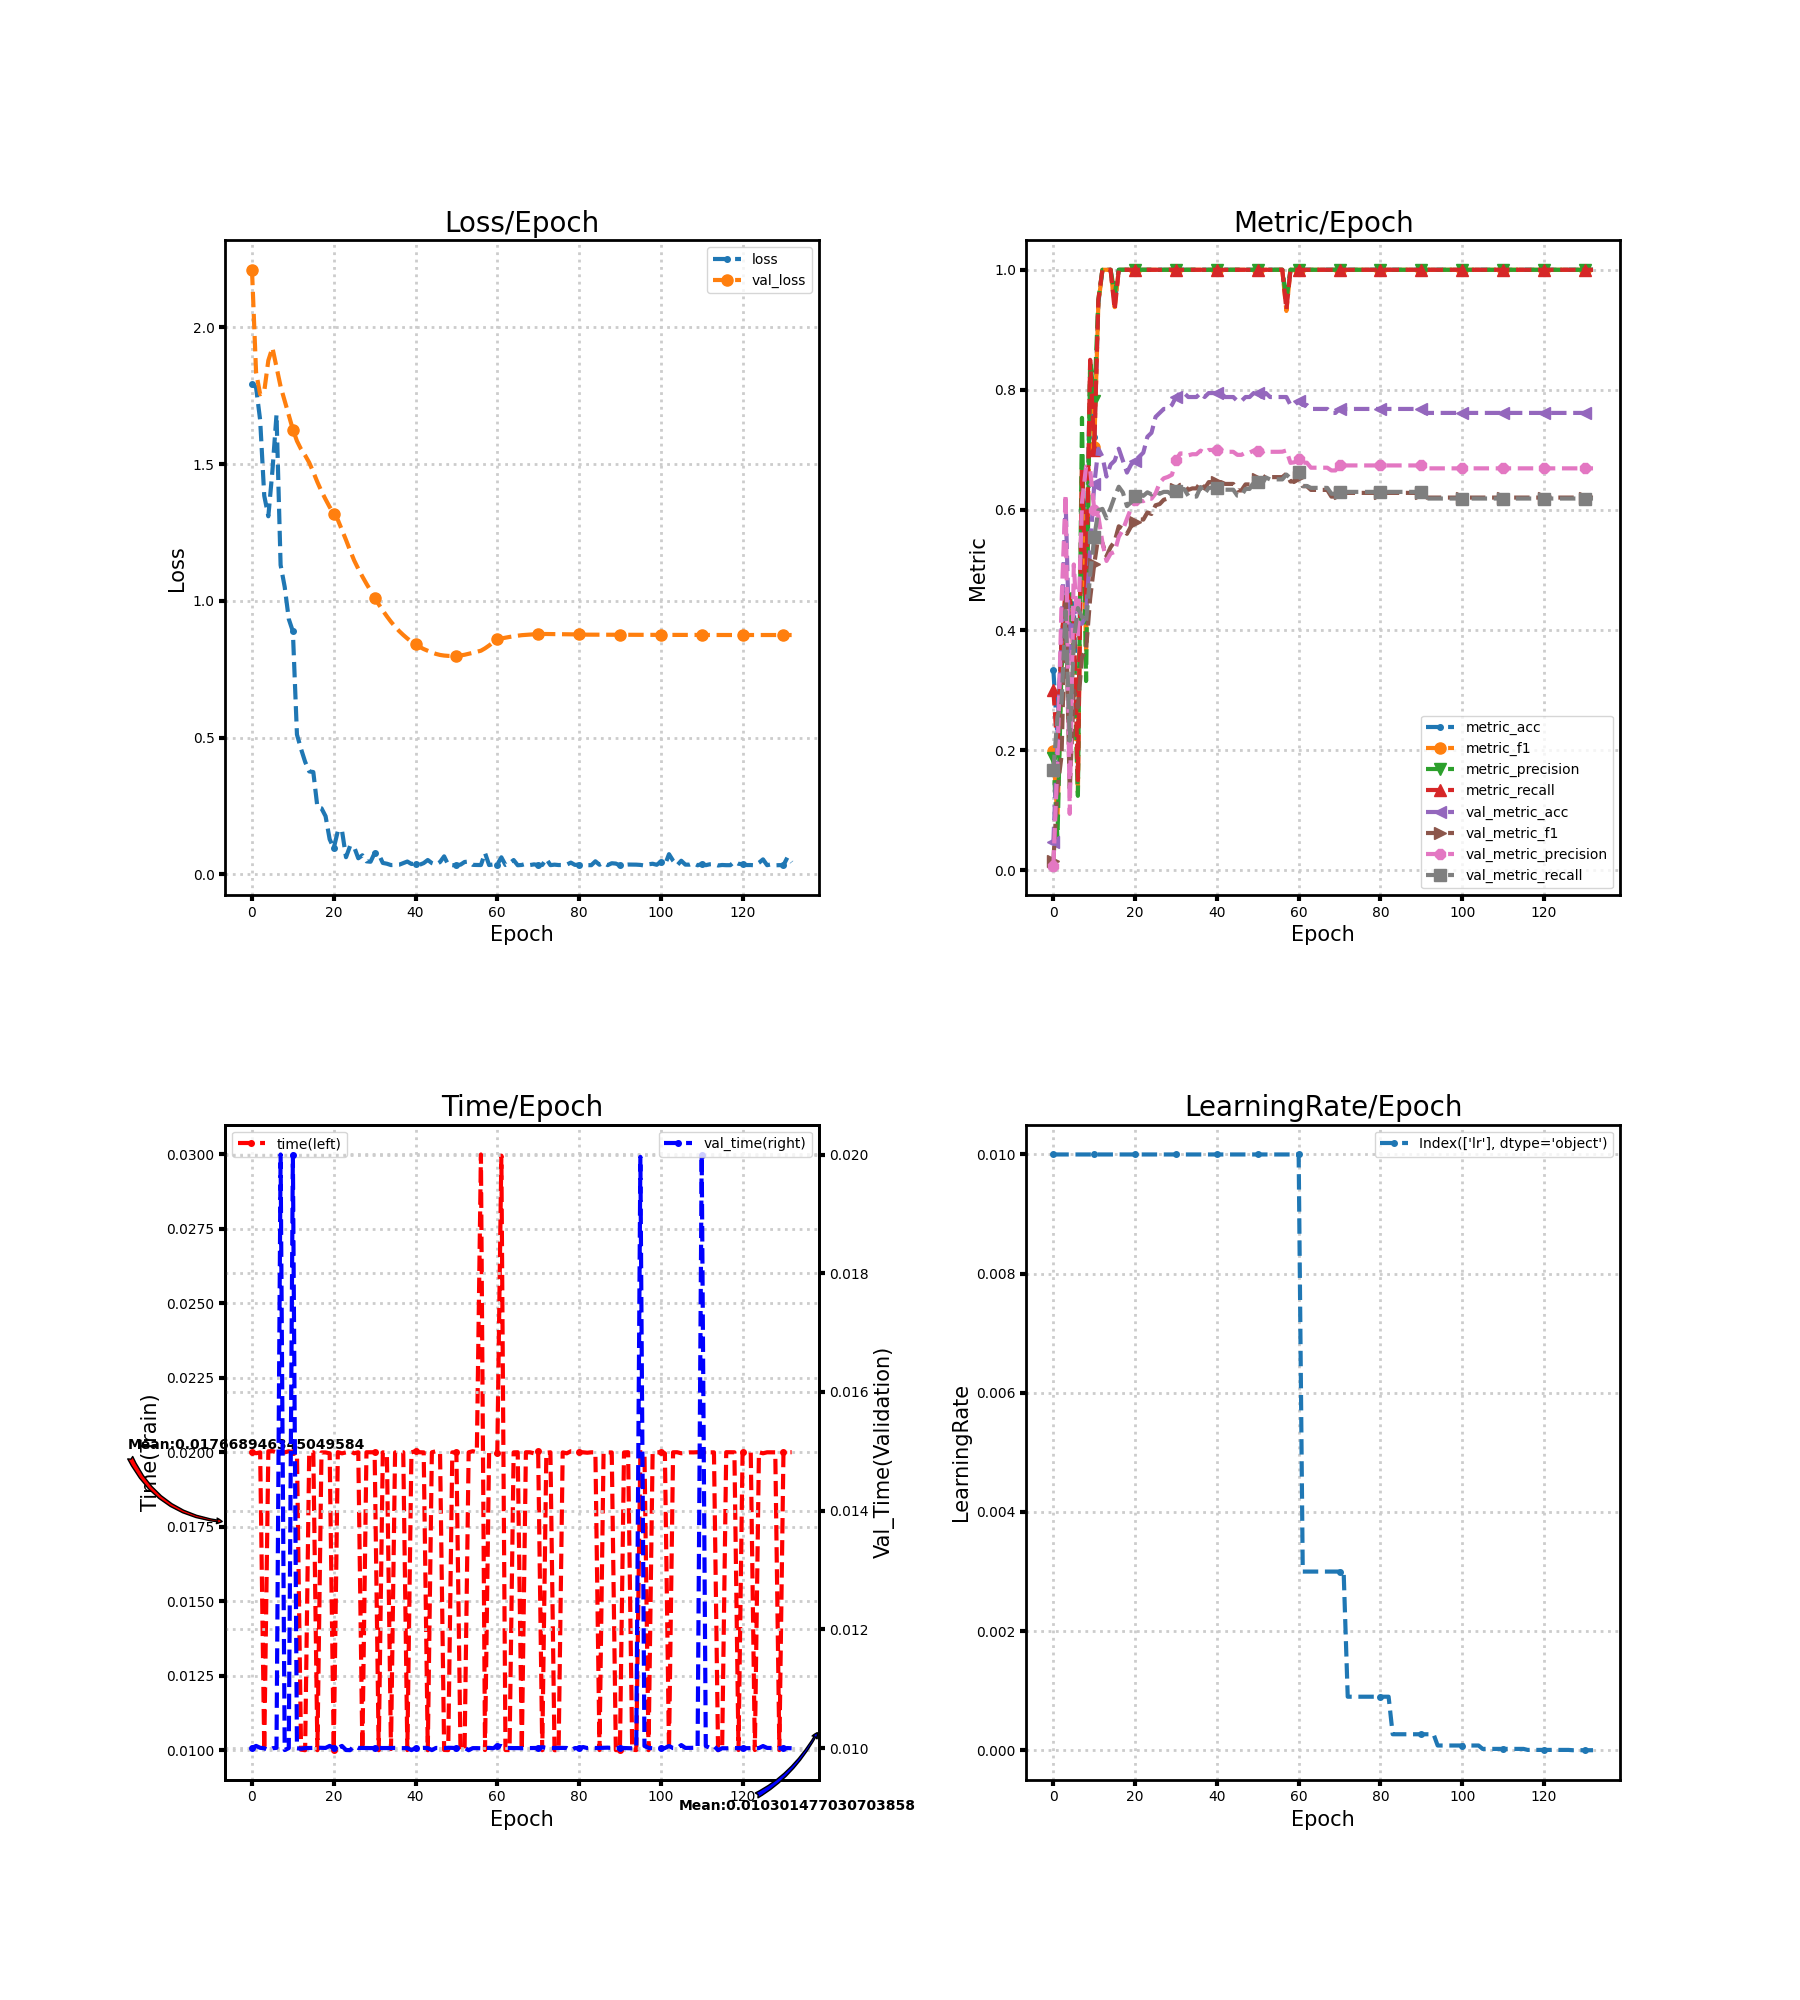 Loss/Epoch
loss
val_loss
2.0
1.5
1.0
0.5
0.0
Loss
0
20
40
60
80
100
120
Epoch
Metric/Epoch
1.0
0.8
0.6
0.4
0.2
0.0
Metric
metric_acc
metric_f1
metric_precision
metric_recall
val_metric_acc
val_metric_f1
val_metric_precision
val_metric_recall
0
20
40
60
80
100
120
Epoch
Time/Epoch
time(left)
val_time(right)
0.0300
0.0275
0.0250
0.0225
0.0200
0.0175
0.0150
0.0125
0.0100
Time(Train)
0.020
0.018
0.016
0.014
0.012
0.010
Val_Time(Validation)
0
20
40
60
80
100
120
Mean:0.010301477030703858
Epoch
LearningRate/Epoch
Index(['lr'], dtype='object')
0.010
0.008
0.006
0.004
0.002
0.000
LearningRate
0
20
40
60
80
100
120
Epoch